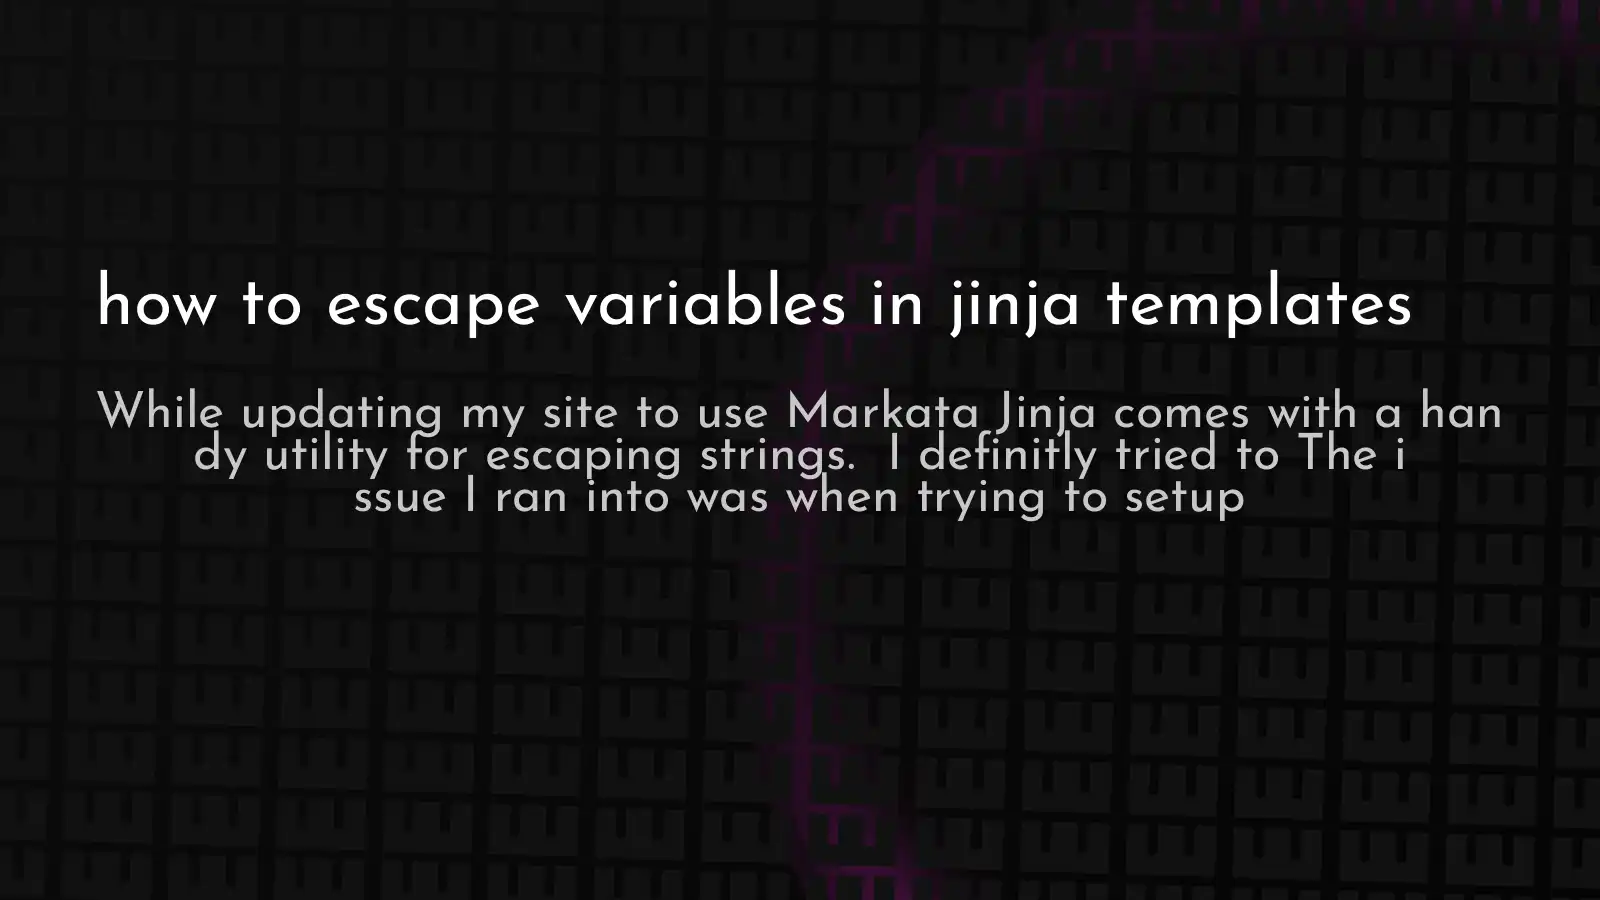 how to escape variables in jinja templates
While updating my site to use Markata Jinja comes with a han
dy utility for escaping strings.  I definitly tried to The i
ssue I ran into was when trying to setup